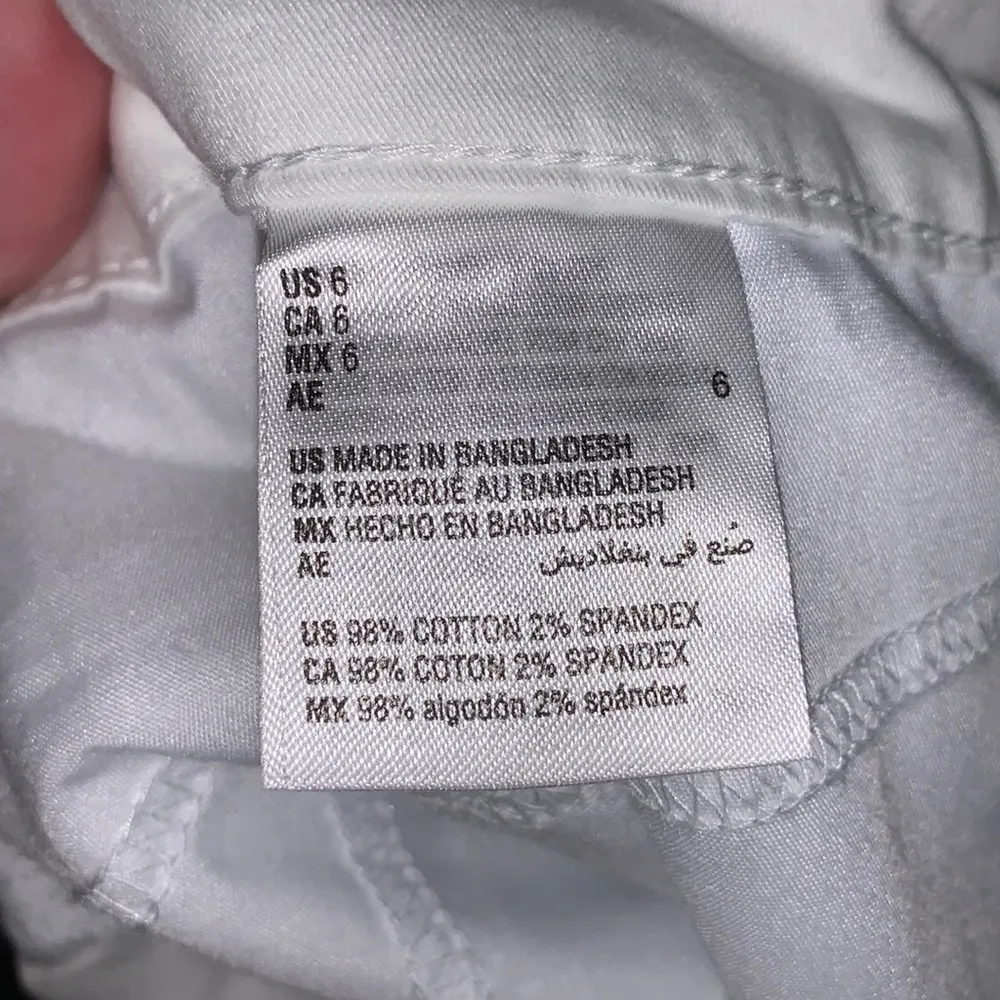 US 6
CA 6
MX 6
AE 6
US MADE IN BANGLADESH
CA FABRIQUÉ AU BANGLADESH
MX HECHO EN BANGLADESH
AE صُنع في بنغلاديش
US 98% COTTON 2% SPANDEX
CA 98% COTON 2% SPANDEX
MX 98% algodón 2% spándex